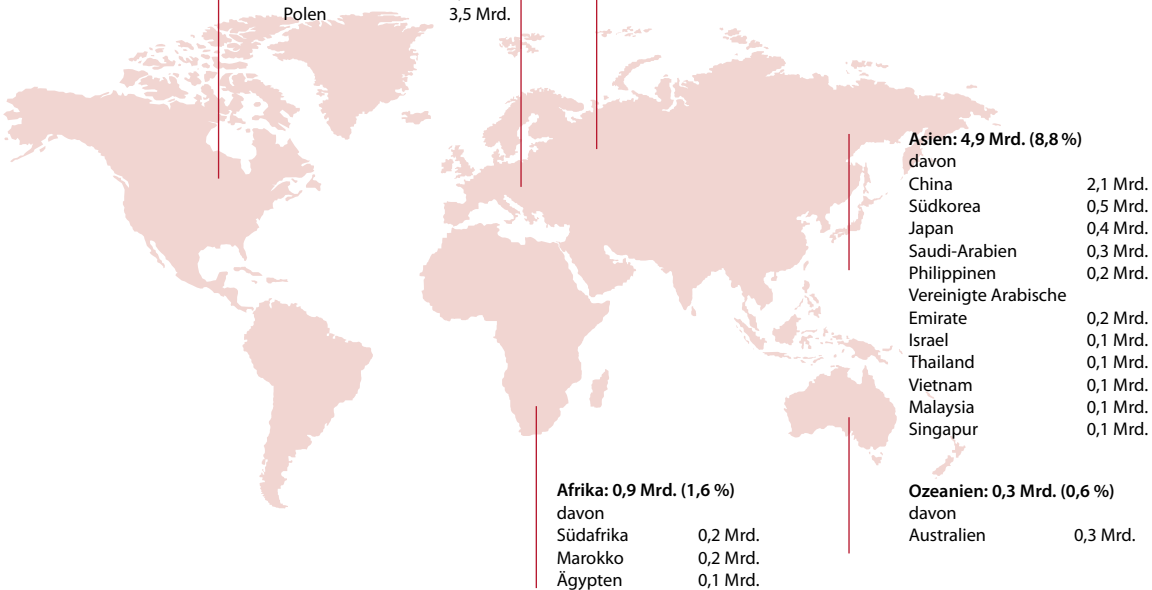 Polen 3,5 Mrd.
Asien: 4,9 Mrd. (8,8 %)
davon
China 2,1 Mrd.
Südkorea 0,5 Mrd.
Japan 0,4 Mrd.
Saudi-Arabien 0,3 Mrd.
Philippinen 0,2 Mrd.
Vereinigte Arabische
Emirate 0,2 Mrd.
Israel 0,1 Mrd.
Thailand 0,1 Mrd.
Vietnam 0,1 Mrd.
Malaysia 0,1 Mrd.
Singapur 0,1 Mrd.
Afrika: 0,9 Mrd. (1,6 %)
davon
Südafrika 0,2 Mrd.
Marokko 0,2 Mrd.
Ägypten 0,1 Mrd.
Ozeanien: 0,3 Mrd. (0,6 %)
davon
Australien 0,3 Mrd.